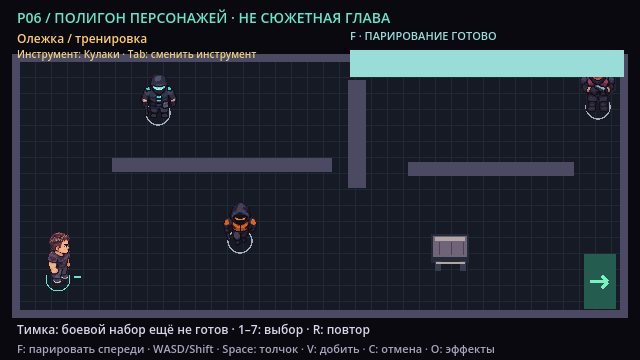 P06 / ПОЛИГОН ПЕРСОНАЖЕЙ · НЕ СЮЖЕТНАЯ ГЛАВА
Олежка / тренировка
F · ПАРИРОВАНИЕ ГОТОВО
Инструмент: Кулаки · Tab: сменить инструмент
Тимка: боевой набор ещё не готов · 1–7: выбор · R: повтор
F: парировать спереди · WASD/Shift · Space: толчок · V: добить · C: отмена · O: эффекты